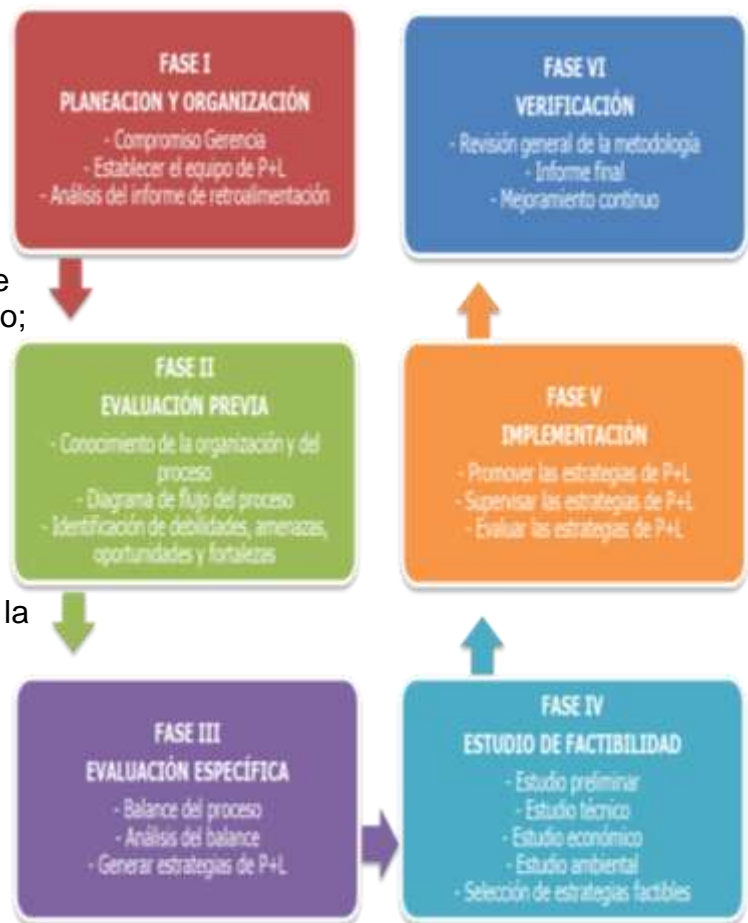 FASE I
PLANEACION Y ORGANIZACIÓN
- Compromiso Gerencia
- Establecer el equipo de P+L
- Análisis del informe de retroalimentación
e
o;
FASE II
EVALUACIÓN PREVIA
- Conocimiento de la organización y del
proceso
- Diagrama de flujo del proceso
- Identificación de debilidades, amenazas,
oportunidades y fortalezas
la
FASE III
EVALUACIÓN ESPECÍFICA
- Balance del proceso
- Análisis del balance
- Generar estrategias de P+L
FASE IV
ESTUDIO DE FACTIBILIDAD
- Estudio preliminar
- Estudio técnico
- Estudio económico
- Estudio ambiental
- Selección de estrategias factibles
FASE V
IMPLEMENTACIÓN
- Promover las estrategias de P+L
- Supervisar las estrategias de P+L
- Evaluar las estrategias de P+L
FASE VI
VERIFICACIÓN
- Revisión general de la metodología
- Informe final
- Mejoramiento continuo